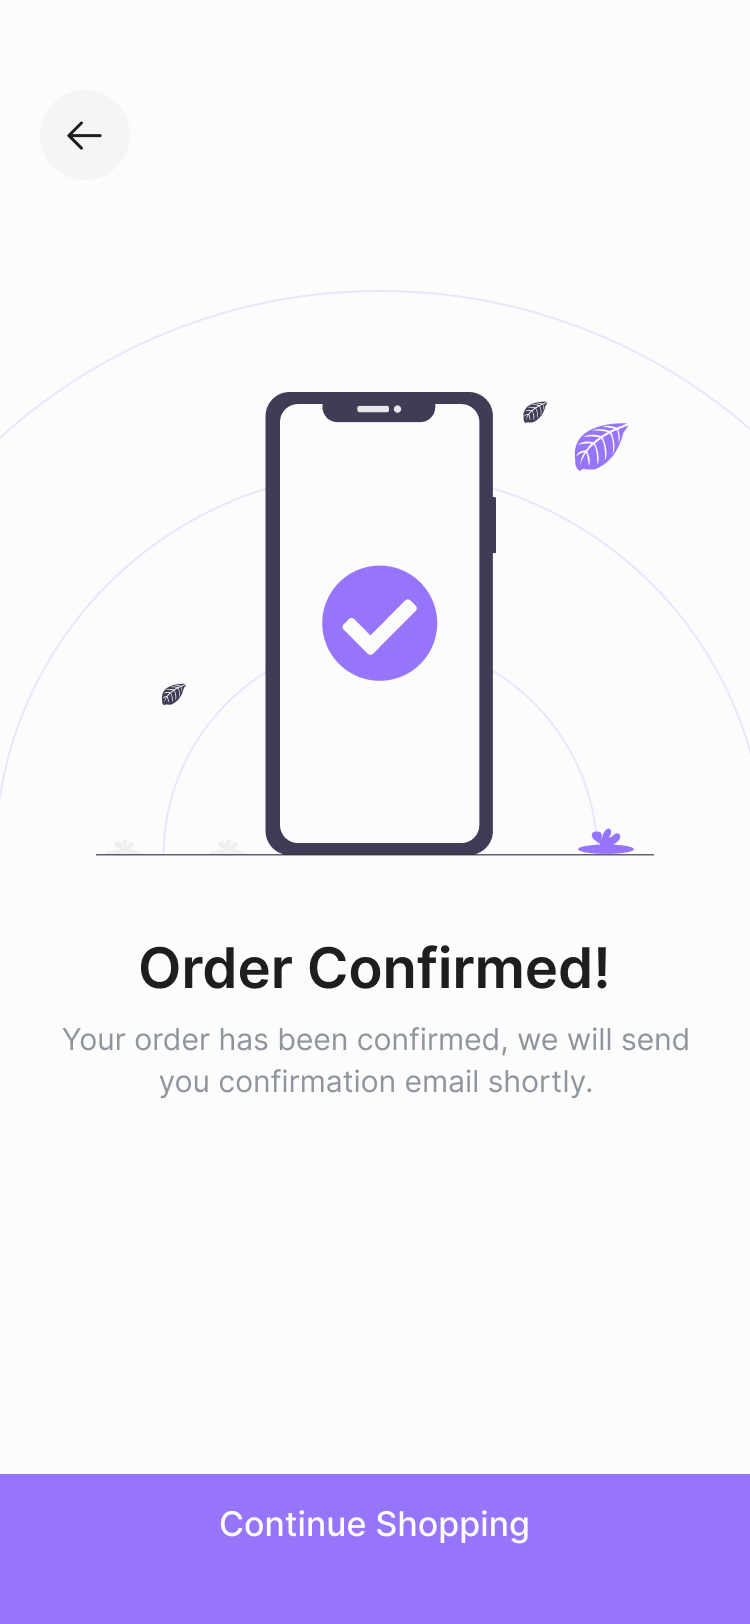 Order Confirmed!
Your order has been confirmed, we will send
you confirmation email shortly.
Continue Shopping